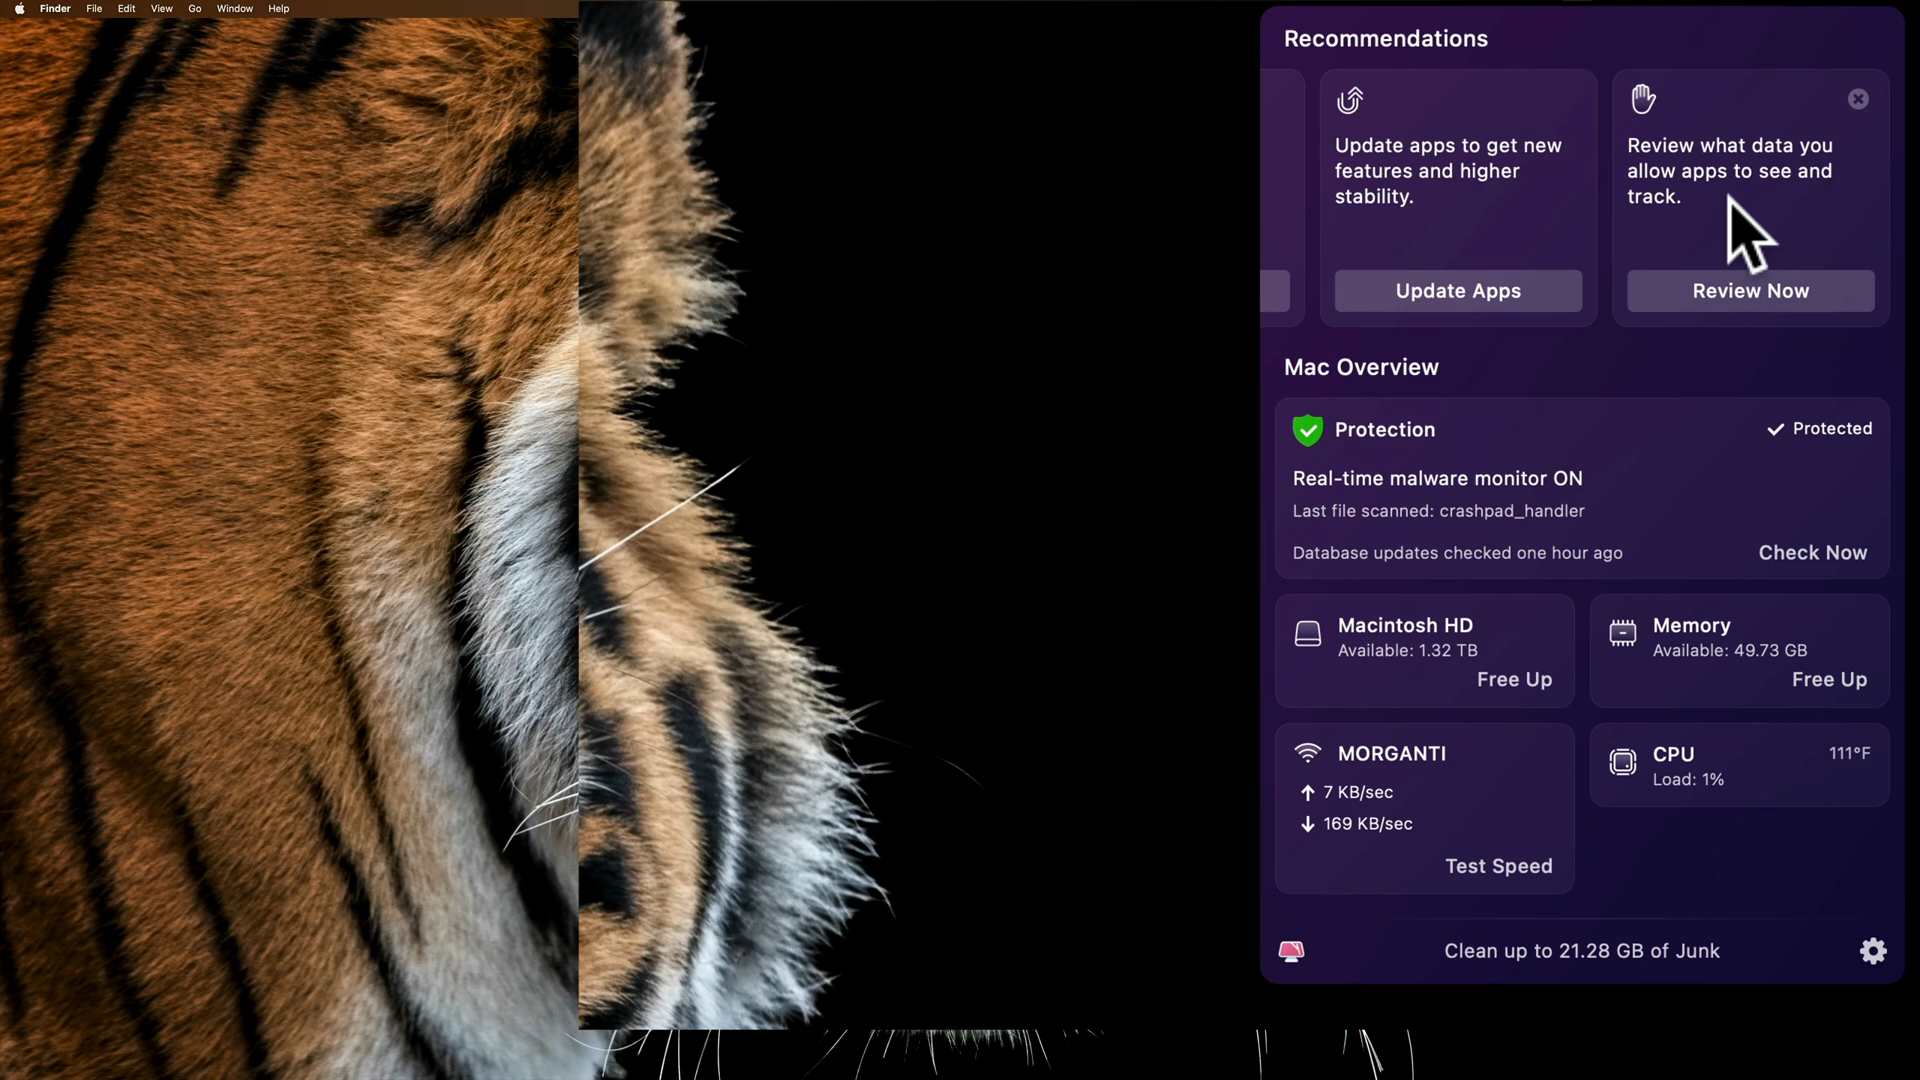 Finder File Edit View Go Window Help
Recommendations
Update apps to get new
features and higher
stability.
Update Apps
Review what data you
allow apps to see and
track.
Review Now
Mac Overview
Protection
Protected
Real-time malware monitor ON
Last file scanned: crashpad_handler
Database updates checked one hour ago
Check Now
Macintosh HD
Available: 1.32 TB
Free Up
Memory
Available: 49.73 GB
Free Up
MORGANTI
7 KB/sec
169 KB/sec
Test Speed
CPU
111°F
Load: 1%
Clean up to 21.28 GB of Junk